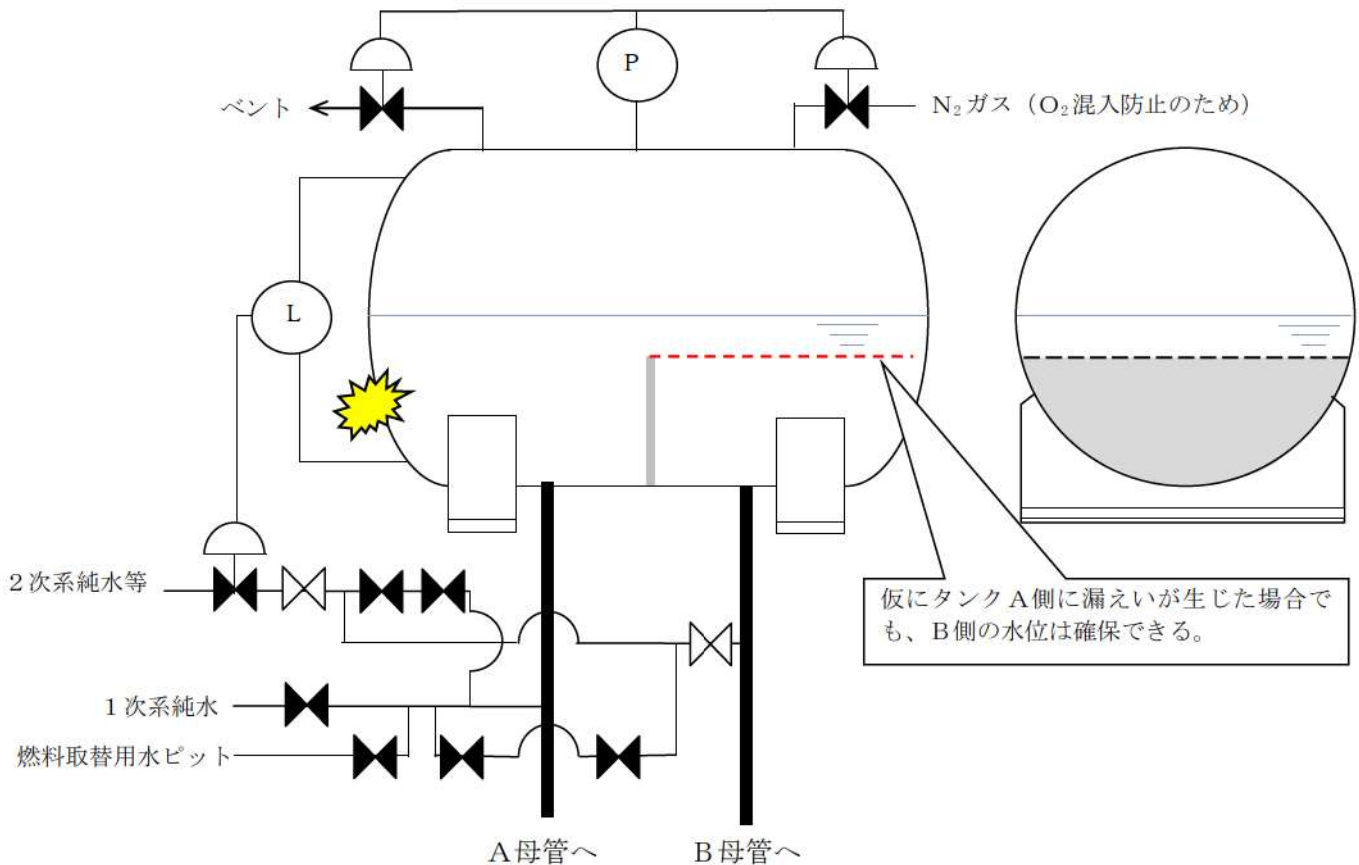 P
ベント
N₂ガス（O₂混入防止のため）
L
2次系純水等
仮にタンクA側に漏えいが生じた場合で
も、B側の水位は確保できる。
1次系純水
燃料取替用水ピット
A母管へ
B母管へ